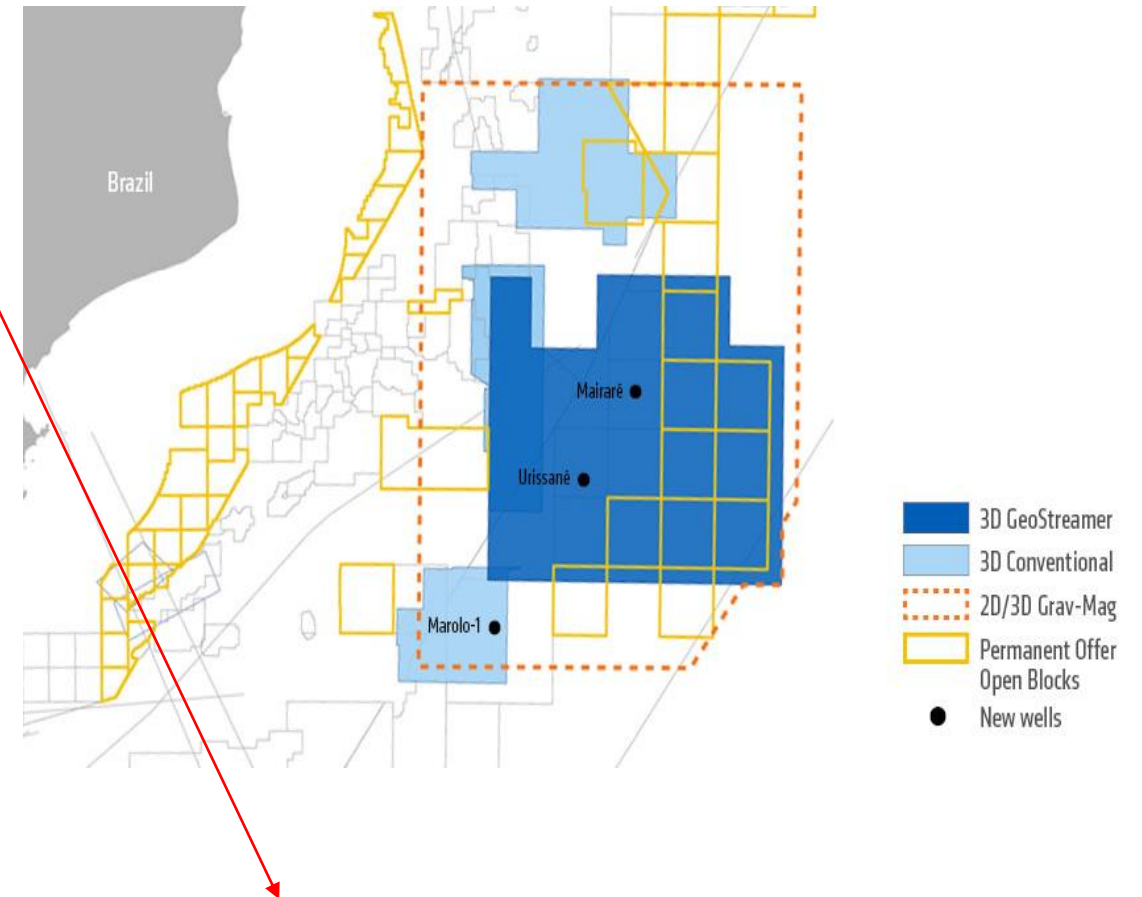 Brazil
Mairarê
Urissanê
Marolo-1
3D GeoStreamer
3D Conventional
2D/3D Grav-Mag
Permanent Offer
Open Blocks
New wells